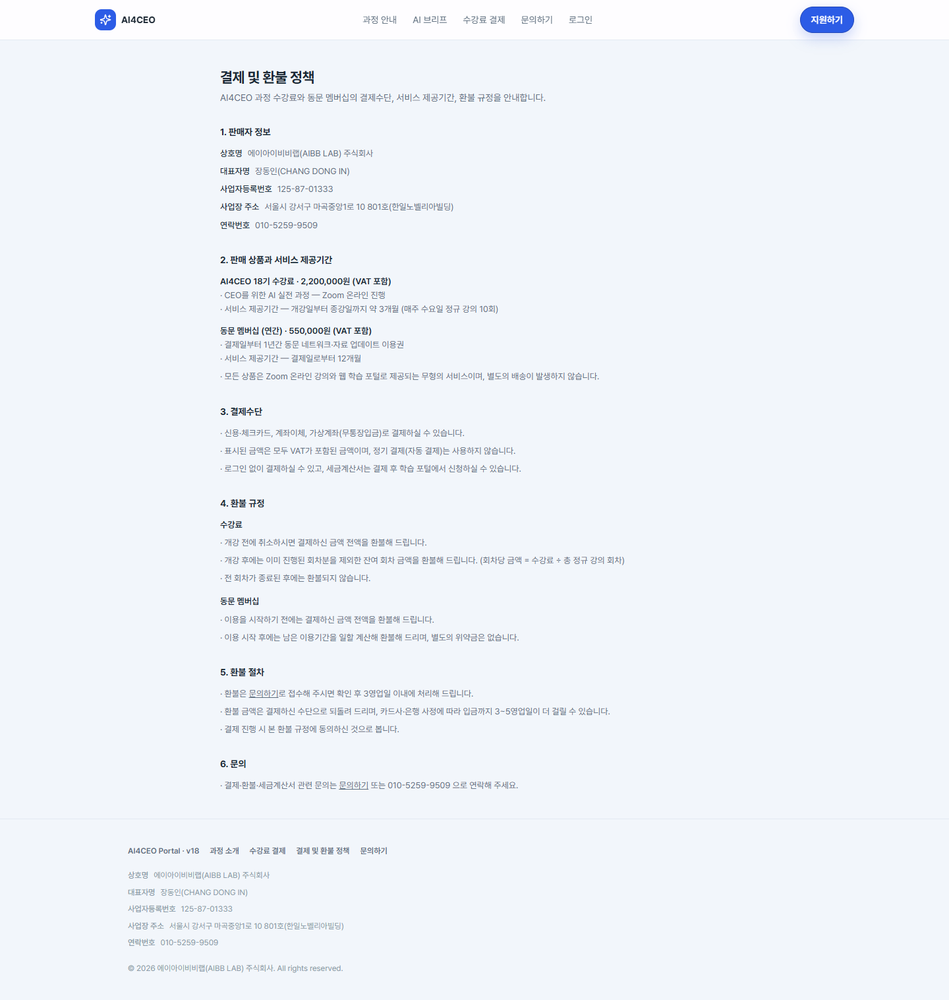 AI4CEO
과정 안내 AI 브리프 수강료 결제 문의하기 로그인
지원하기
결제 및 환불 정책
AI4CEO 과정 수강료와 동문 멤버십의 결제수단, 서비스 제공기간, 환불 규정을 안내합니다.
1. 판매자 정보
상호명 에이아이비비랩(AIBB LAB) 주식회사
대표자명 장동인(CHANG DONG IN)
사업자등록번호 125-87-01333
사업장 주소 서울시 강서구 마곡중앙1로 10 801호(한일노벨리아빌딩)
연락번호 010-5259-9509
2. 판매 상품과 서비스 제공기간
AI4CEO 18기 수강료 · 2,200,000원 (VAT 포함)
· CEO를 위한 AI 실전 과정 — Zoom 온라인 진행
· 서비스 제공기간 — 개강일부터 종강일까지 약 3개월 (매주 수요일 정규 강의 10회)
동문 멤버십 (연간) · 550,000원 (VAT 포함)
· 결제일부터 1년간 동문 네트워크·자료 업데이트 이용권
· 서비스 제공기간 — 결제일로부터 12개월
· 모든 상품은 Zoom 온라인 강의와 웹 학습 포털로 제공되는 무형의 서비스이며, 별도의 배송이 발생하지 않습니다.
3. 결제수단
· 신용·체크카드, 계좌이체, 가상계좌(무통장입금)로 결제하실 수 있습니다.
· 표시된 금액은 모두 VAT가 포함된 금액이며, 정기 결제(자동 결제)는 사용하지 않습니다.
· 로그인 없이 결제하실 수 있고, 세금계산서는 결제 후 학습 포털에서 신청하실 수 있습니다.
4. 환불 규정
수강료
· 개강 전에 취소하시면 결제하신 금액 전액을 환불해 드립니다.
· 개강 후에는 이미 진행된 회차분을 제외한 잔여 회차 금액을 환불해 드립니다. (회차당 금액 = 수강료 ÷ 총 정규 강의 회차)
· 전 회차가 종료된 후에는 환불되지 않습니다.
동문 멤버십
· 이용을 시작하기 전에는 결제하신 금액 전액을 환불해 드립니다.
· 이용 시작 후에는 남은 이용기간을 일할 계산해 환불해 드리며, 별도의 위약금은 없습니다.
5. 환불 절차
· 환불은 문의하기로 접수해 주시면 확인 후 3영업일 이내에 처리해 드립니다.
· 환불 금액은 결제하신 수단으로 되돌려 드리며, 카드사·은행 사정에 따라 입금까지 3~5영업일이 더 걸릴 수 있습니다.
· 결제 진행 시 본 환불 규정에 동의하신 것으로 봅니다.
6. 문의
· 결제·환불·세금계산서 관련 문의는 문의하기 또는 010-5259-9509 으로 연락해 주세요.
AI4CEO Portal · v18 과정 소개 수강료 결제 결제 및 환불 정책 문의하기
상호명 에이아이비비랩(AIBB LAB) 주식회사
대표자명 장동인(CHANG DONG IN)
사업자등록번호 125-87-01333
사업장 주소 서울시 강서구 마곡중앙1로 10 801호(한일노벨리아빌딩)
연락번호 010-5259-9509
© 2026 에이아이비비랩(AIBB LAB) 주식회사. All rights reserved.